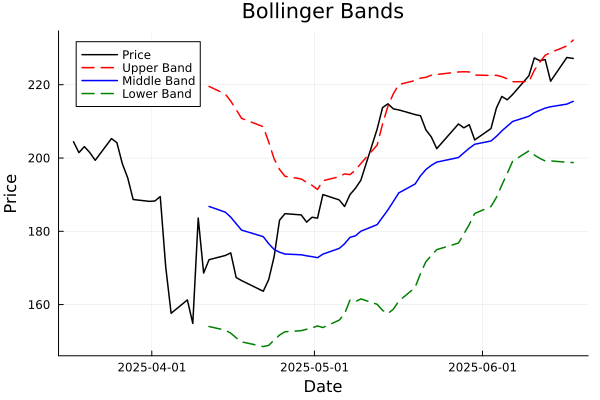 Bollinger Bands
Price
Upper Band
Middle Band
Lower Band
Price
220
200
180
160
2025-04-01
2025-05-01
2025-06-01
Date